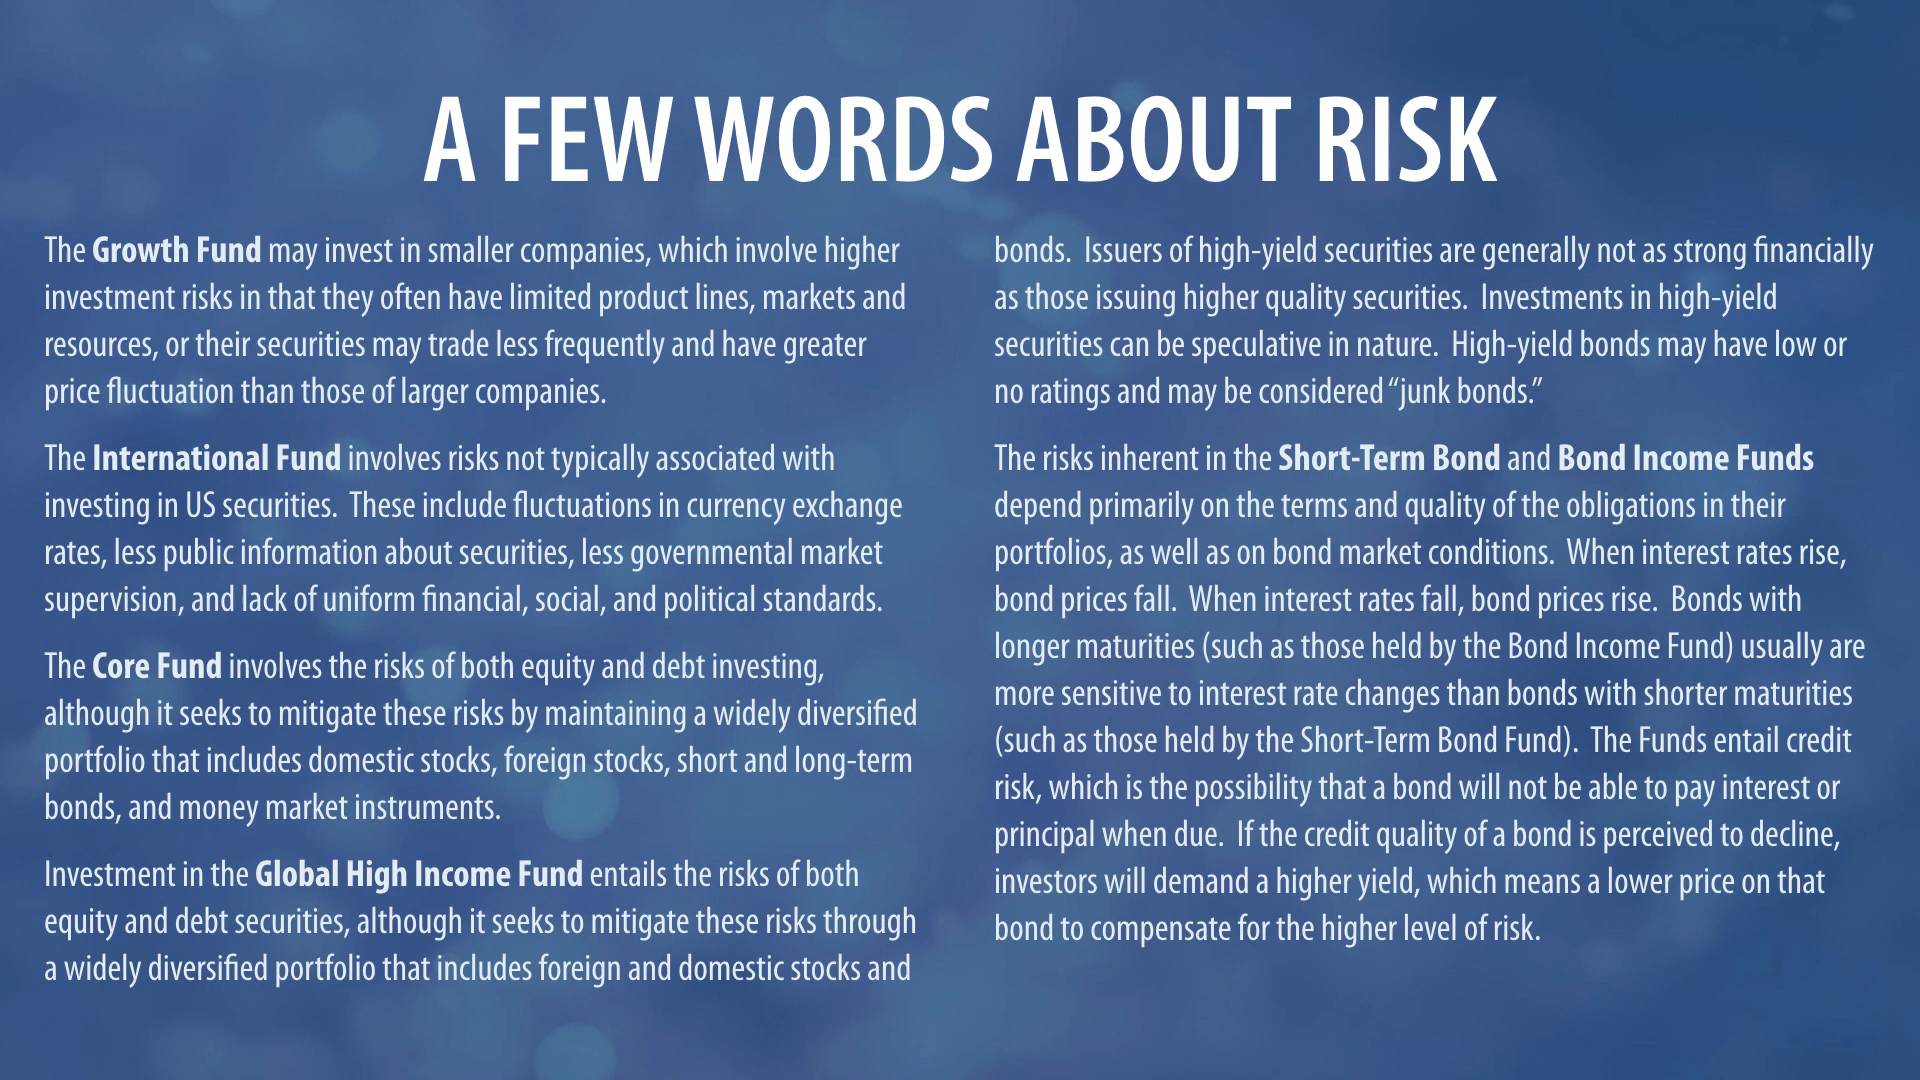 A FEW WORDS ABOUT RISK
The Growth Fund may invest in smaller companies, which involve higher
investment risks in that they often have limited product lines, markets and
resources, or their securities may trade less frequently and have greater
price fluctuation than those of larger companies.
The International Fund involves risks not typically associated with
investing in US securities.  These include fluctuations in currency exchange
rates, less public information about securities, less governmental market
supervision, and lack of uniform financial, social, and political standards.
The Core Fund involves the risks of both equity and debt investing,
although it seeks to mitigate these risks by maintaining a widely diversified
portfolio that includes domestic stocks, foreign stocks, short and long-term
bonds, and money market instruments.
Investment in the Global High Income Fund entails the risks of both
equity and debt securities, although it seeks to mitigate these risks through
a widely diversified portfolio that includes foreign and domestic stocks and
bonds.  Issuers of high-yield securities are generally not as strong financially
as those issuing higher quality securities.  Investments in high-yield
securities can be speculative in nature.  High-yield bonds may have low or
no ratings and may be considered “junk bonds.”
The risks inherent in the Short-Term Bond and Bond Income Funds
depend primarily on the terms and quality of the obligations in their
portfolios, as well as on bond market conditions.  When interest rates rise,
bond prices fall.  When interest rates fall, bond prices rise.  Bonds with
longer maturities (such as those held by the Bond Income Fund) usually are
more sensitive to interest rate changes than bonds with shorter maturities
(such as those held by the Short-Term Bond Fund).  The Funds entail credit
risk, which is the possibility that a bond will not be able to pay interest or
principal when due.  If the credit quality of a bond is perceived to decline,
investors will demand a higher yield, which means a lower price on that
bond to compensate for the higher level of risk.